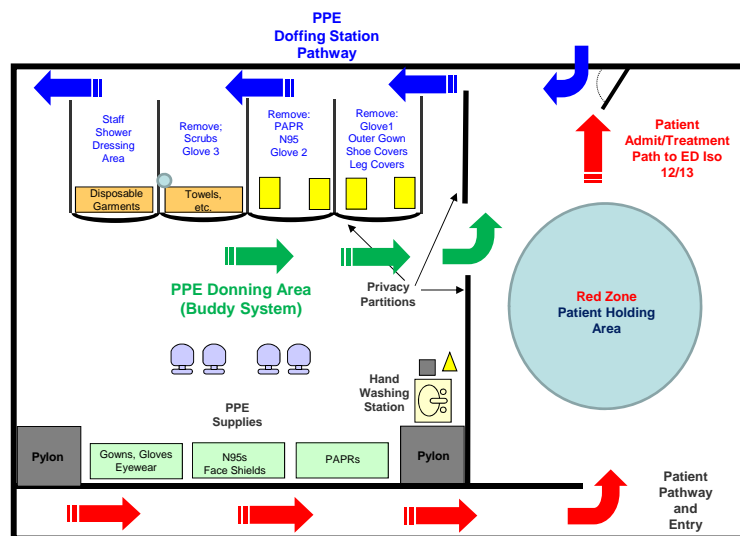 PPE
Doffing Station
Pathway
Staff
Shower
Dressing
Area
Remove;
Scrubs
Glove 3
Remove:
PAPR
N95
Glove 2
Remove:
Glove1
Outer Gown
Shoe Covers
Leg Covers
Patient
Admit/Treatment
Path to ED Iso
12/13
Disposable
Garments
Towels,
etc.
PPE Donning Area
(Buddy System)
Privacy
Partitions
Red Zone
Patient Holding
Area
Hand
Washing
Station
PPE
Supplies
Pylon
Gowns, Gloves
Eyewear
N95s
Face Shields
PAPRs
Pylon
Patient
Pathway
and
Entry